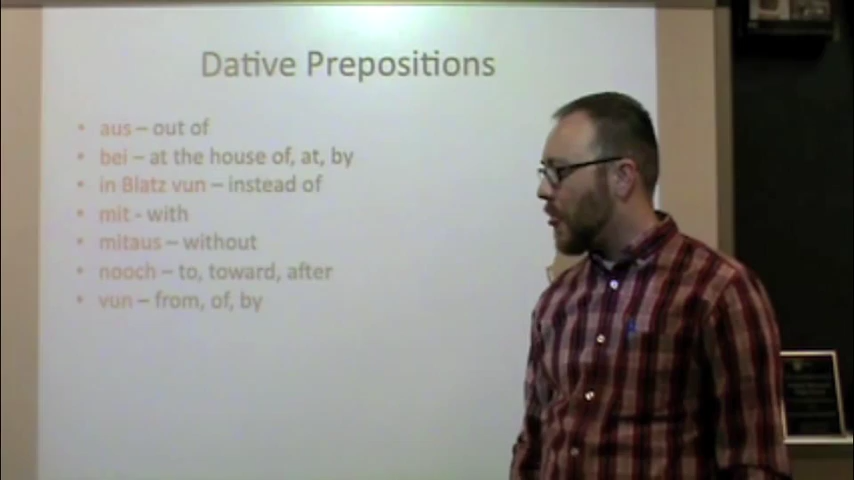 Dative Prepositions
• aus – out of
• bei – at the house of, at, by
• in Blatz vun – instead of
• mit - with
• mitaus – without
• nooch – to, toward, after
• vun – from, of, by